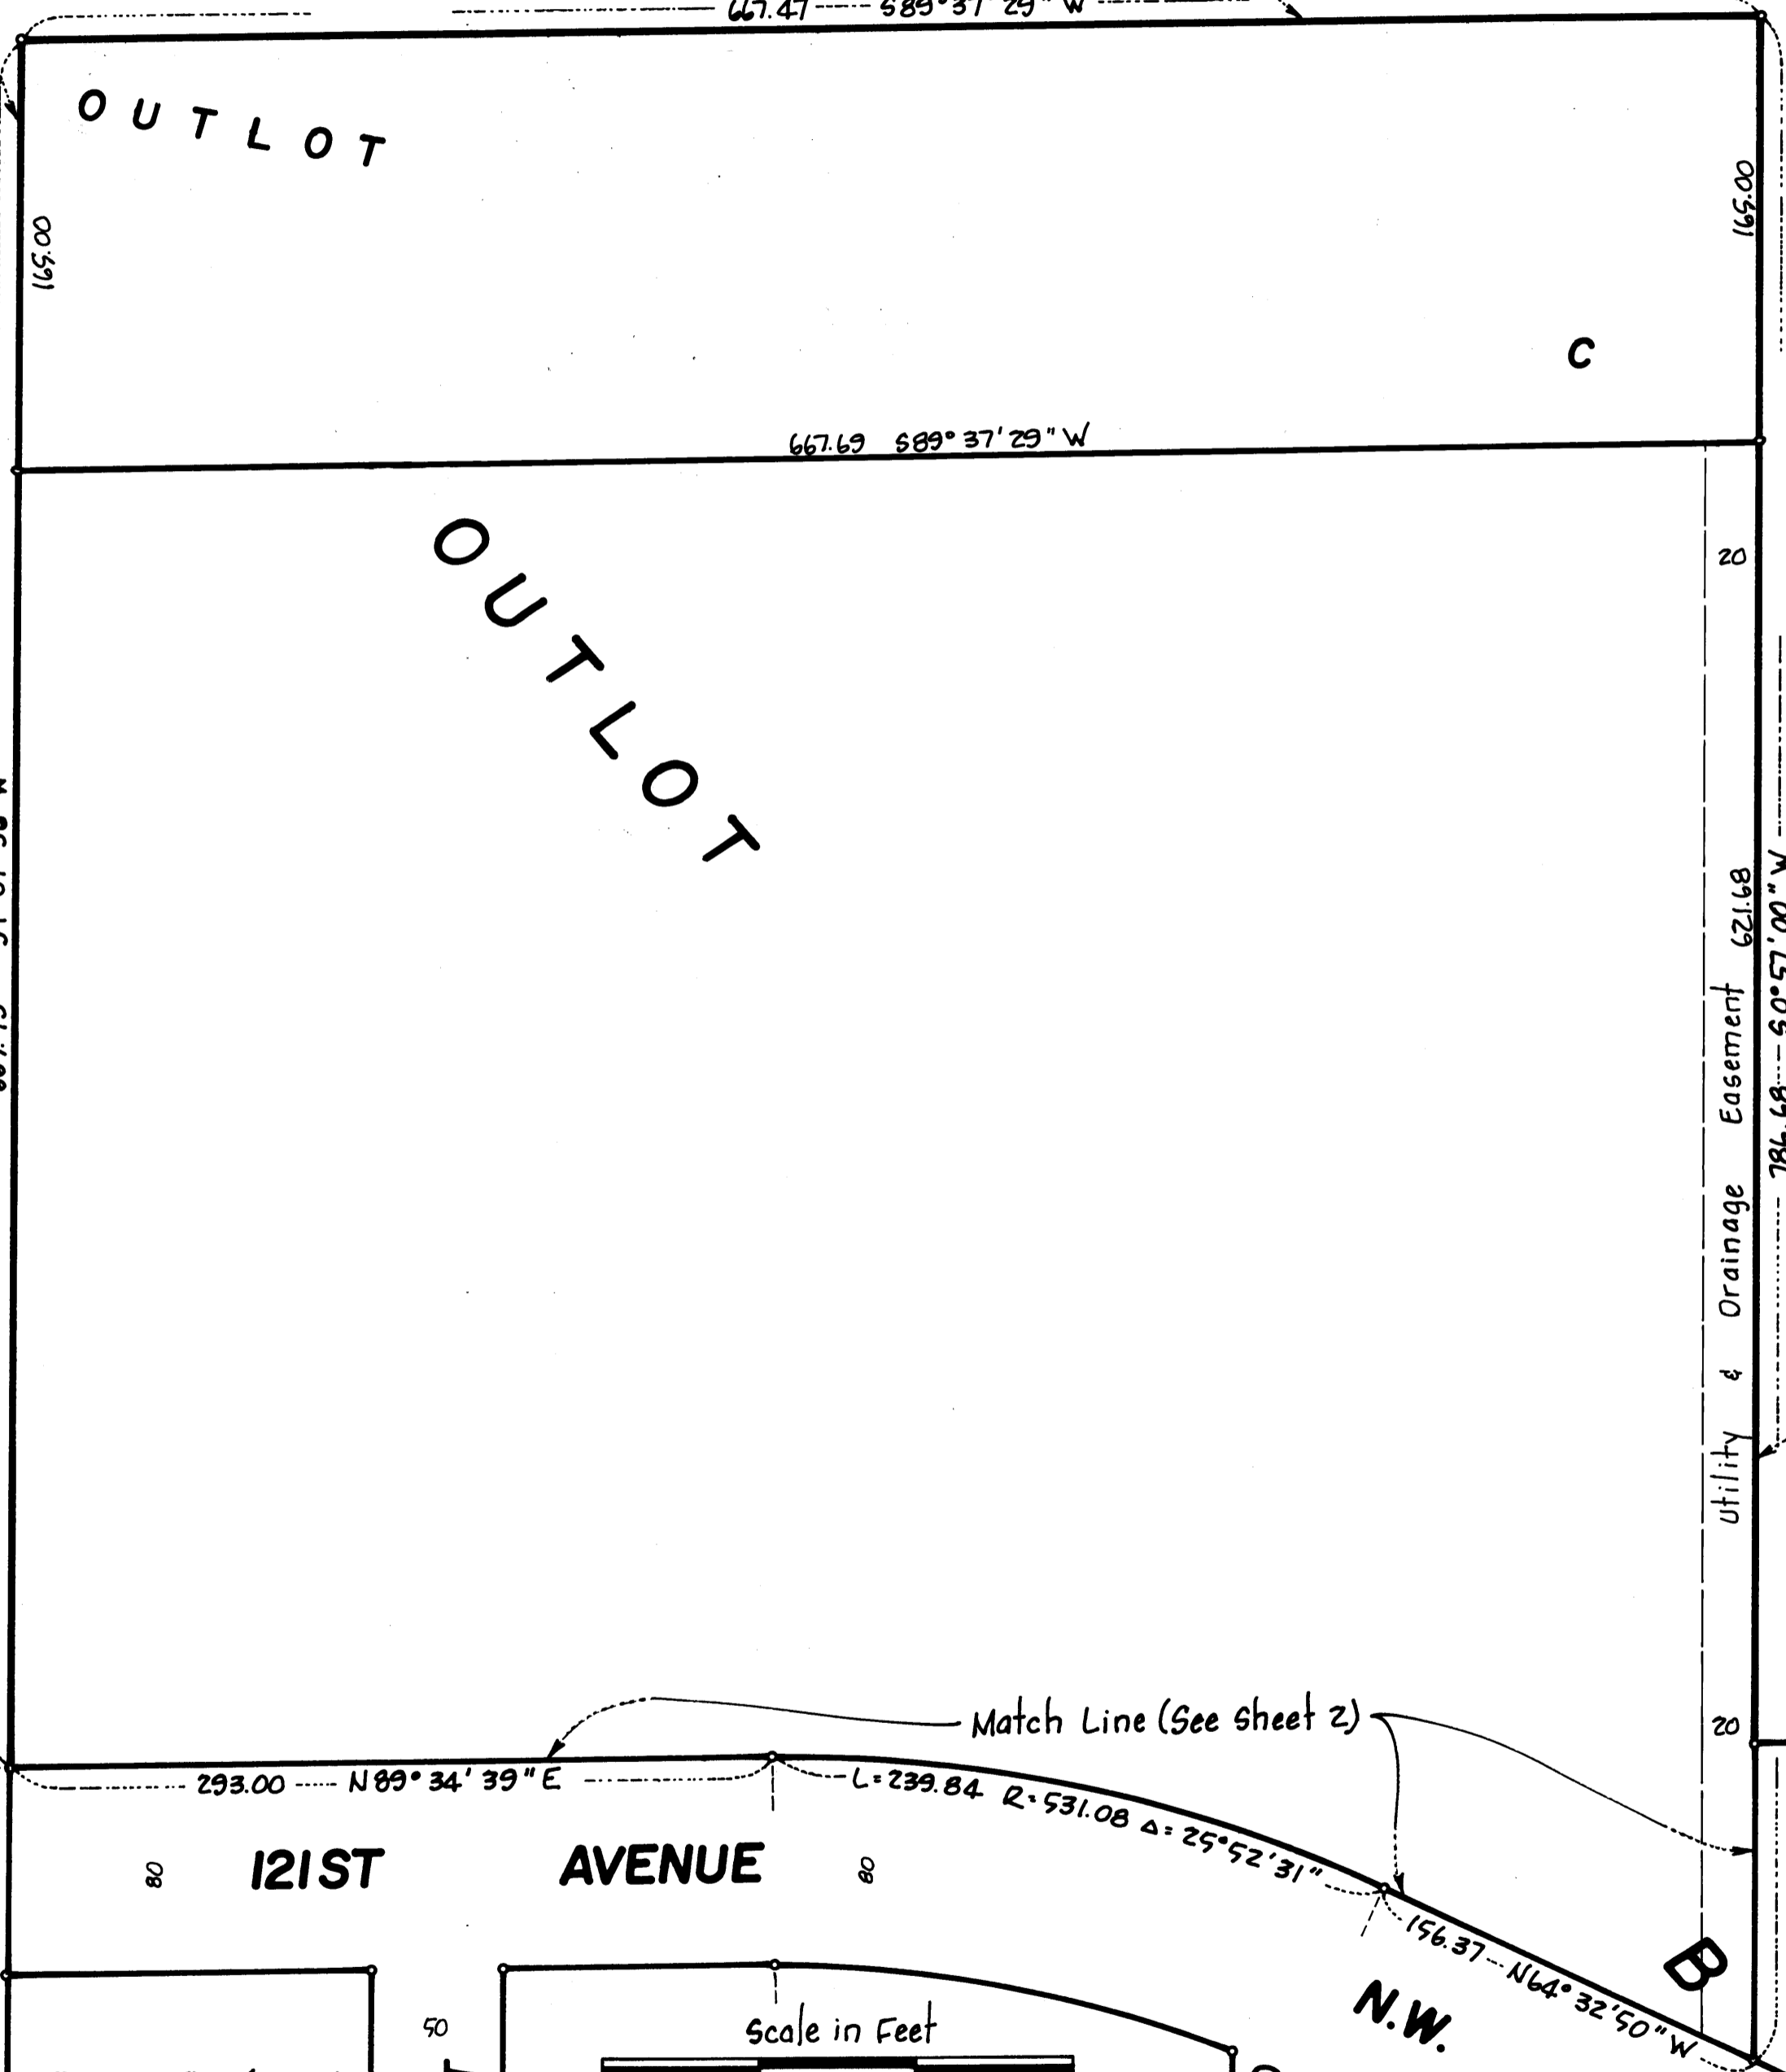 667.47 S89°37'29" W
OUTLOT
165.00
165.00
C
667.69 S89°37'29" W
OUTLOT
20
621.68
Utility & Drainage Easement
786.68 S0°57'00" W
Match Line (See Sheet 2)
20
293.00 N89°34'39" E
L=239.84 R=531.08 Δ=25°52'31"
80
121ST AVENUE
80
156.37 N64°32'50" W
B
N.W.
50
Scale in Feet